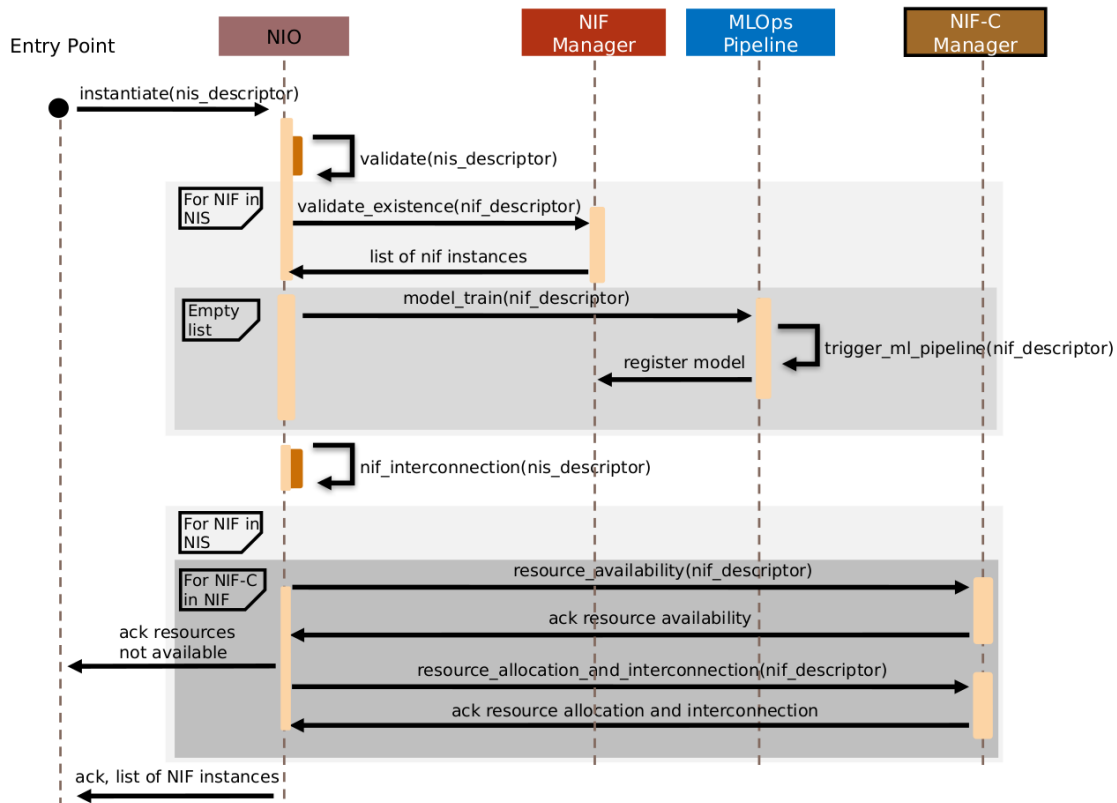 Entry Point
NIO
NIF
Manager
MLOps
Pipeline
NIF-C
Manager
instantiate(nis_descriptor)
validate(nis_descriptor)
For NIF in
NIS
validate_existence(nif_descriptor)
list of nif instances
Empty
list
model_train(nif_descriptor)
trigger_ml_pipeline(nif_descriptor)
register model
nif_interconnection(nis_descriptor)
For NIF in
NIS
For NIF-C
in NIF
resource_availability(nif_descriptor)
ack resource availability
ack resources
not available
resource_allocation_and_interconnection(nif_descriptor)
ack resource allocation and interconnection
ack, list of NIF instances